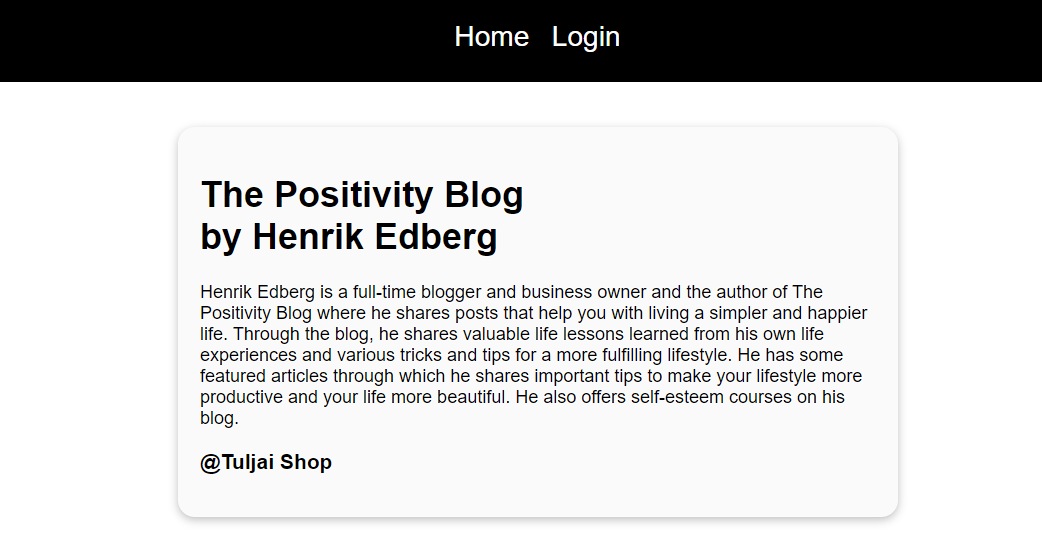 Home Login
The Positivity Blog
by Henrik Edberg
Henrik Edberg is a full-time blogger and business owner and the author of The
Positivity Blog where he shares posts that help you with living a simpler and happier
life. Through the blog, he shares valuable life lessons learned from his own life
experiences and various tricks and tips for a more fulfilling lifestyle. He has some
featured articles through which he shares important tips to make your lifestyle more
productive and your life more beautiful. He also offers self-esteem courses on his
blog.
@Tuljai Shop